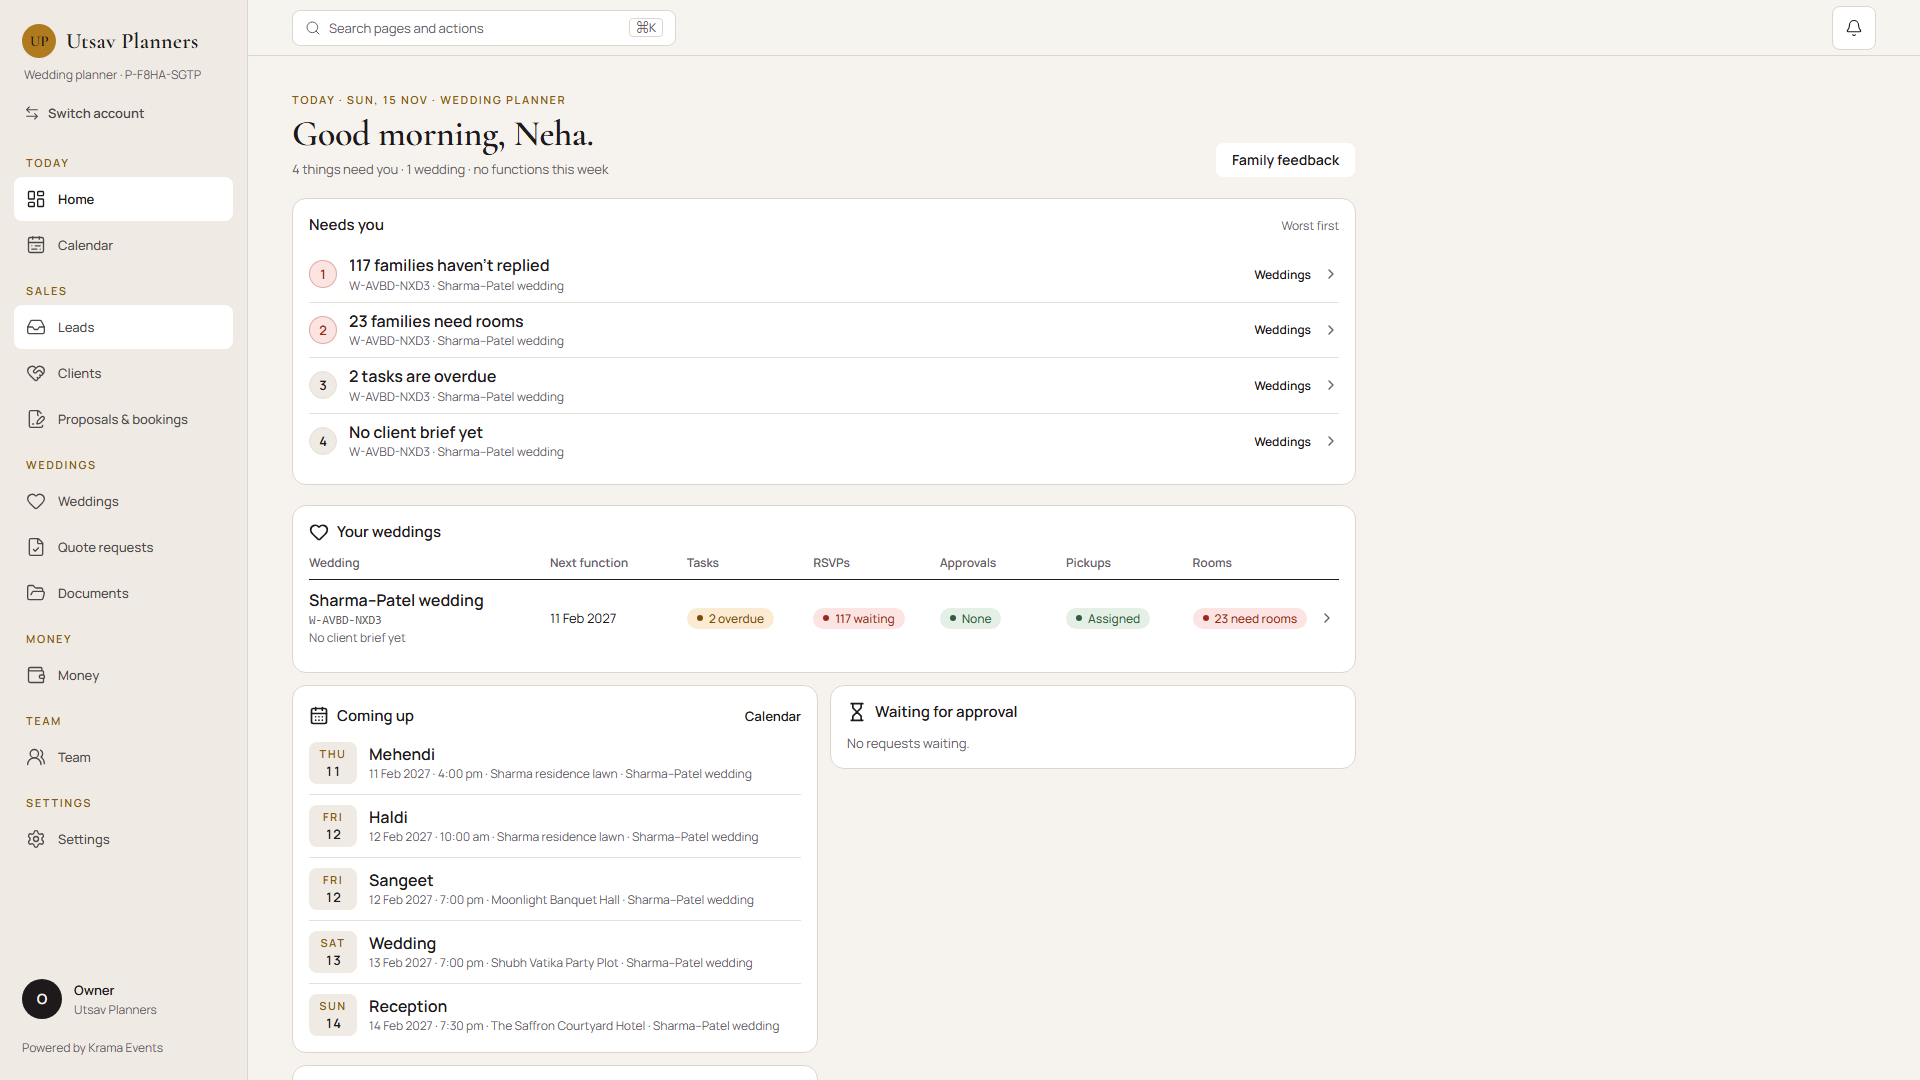 UP Utsav Planners
Wedding planner · P-F8HA-SGTP
Switch account
TODAY
Home
Calendar
SALES
Leads
Clients
Proposals & bookings
WEDDINGS
Weddings
Quote requests
Documents
MONEY
Money
TEAM
Team
SETTINGS
Settings
O
Owner
Utsav Planners
Powered by Krama Events
Search pages and actions ⌘K
TODAY · SUN, 15 NOV · WEDDING PLANNER
Good morning, Neha.
4 things need you · 1 wedding · no functions this week
Family feedback
Needs you Worst first
1 117 families haven't replied
W-AVBD-NXD3 · Sharma–Patel wedding
Weddings
2 23 families need rooms
W-AVBD-NXD3 · Sharma–Patel wedding
Weddings
3 2 tasks are overdue
W-AVBD-NXD3 · Sharma–Patel wedding
Weddings
4 No client brief yet
W-AVBD-NXD3 · Sharma–Patel wedding
Weddings
Your weddings
Wedding Next function Tasks RSVPs Approvals Pickups Rooms
Sharma–Patel wedding
W-AVBD-NXD3
No client brief yet
11 Feb 2027 2 overdue 117 waiting None Assigned 23 need rooms
Coming up Calendar
THU 11
Mehendi
11 Feb 2027 · 4:00 pm · Sharma residence lawn · Sharma–Patel wedding
FRI 12
Haldi
12 Feb 2027 · 10:00 am · Sharma residence lawn · Sharma–Patel wedding
FRI 12
Sangeet
12 Feb 2027 · 7:00 pm · Moonlight Banquet Hall · Sharma–Patel wedding
SAT 13
Wedding
13 Feb 2027 · 7:00 pm · Shubh Vatika Party Plot · Sharma–Patel wedding
SUN 14
Reception
14 Feb 2027 · 7:30 pm · The Saffron Courtyard Hotel · Sharma–Patel wedding
Waiting for approval
No requests waiting.